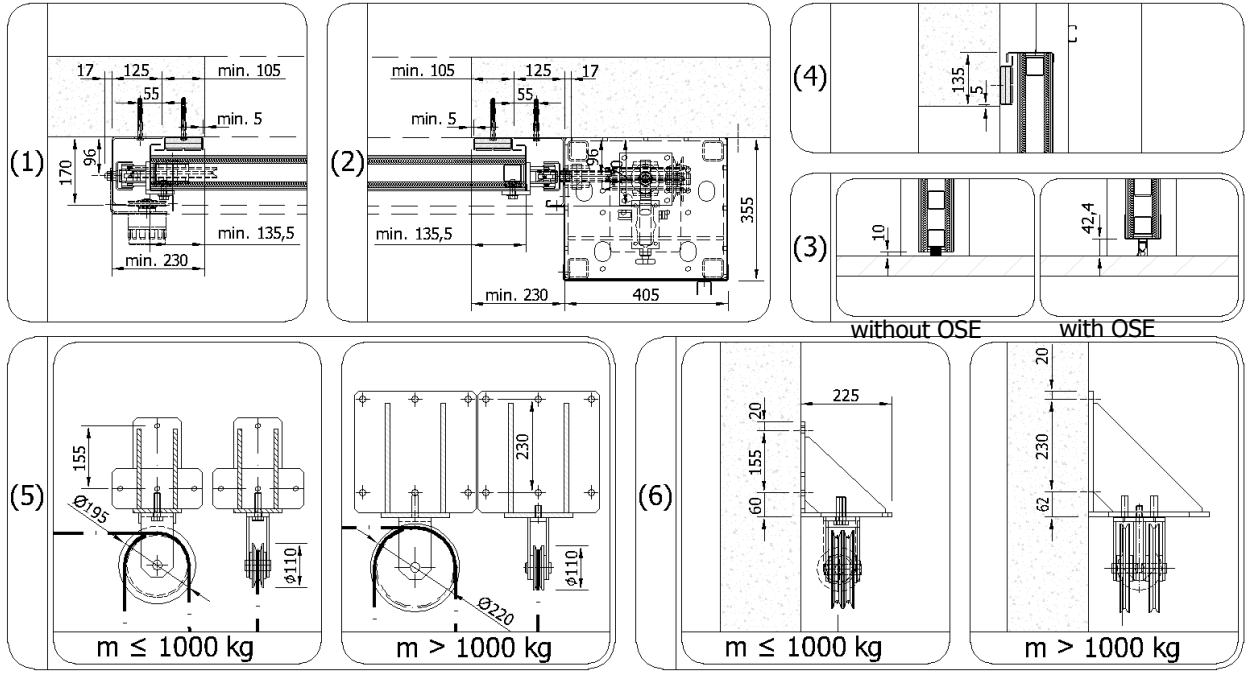 (1)
17
125
min. 105
55
min. 5
170
96
min. 135,5
min. 230
(2)
min. 105
125
17
55
min. 5
96
355
min. 135,5
min. 230
405
(4)
135
5
(3)
10
without OSE
42,4
with OSE
(5)
155
Ø195
ϕ110
m ≤ 1000 kg
230
Ø220
ϕ110
m > 1000 kg
(6)
225
20
155
60
m ≤ 1000 kg
20
230
62
m > 1000 kg